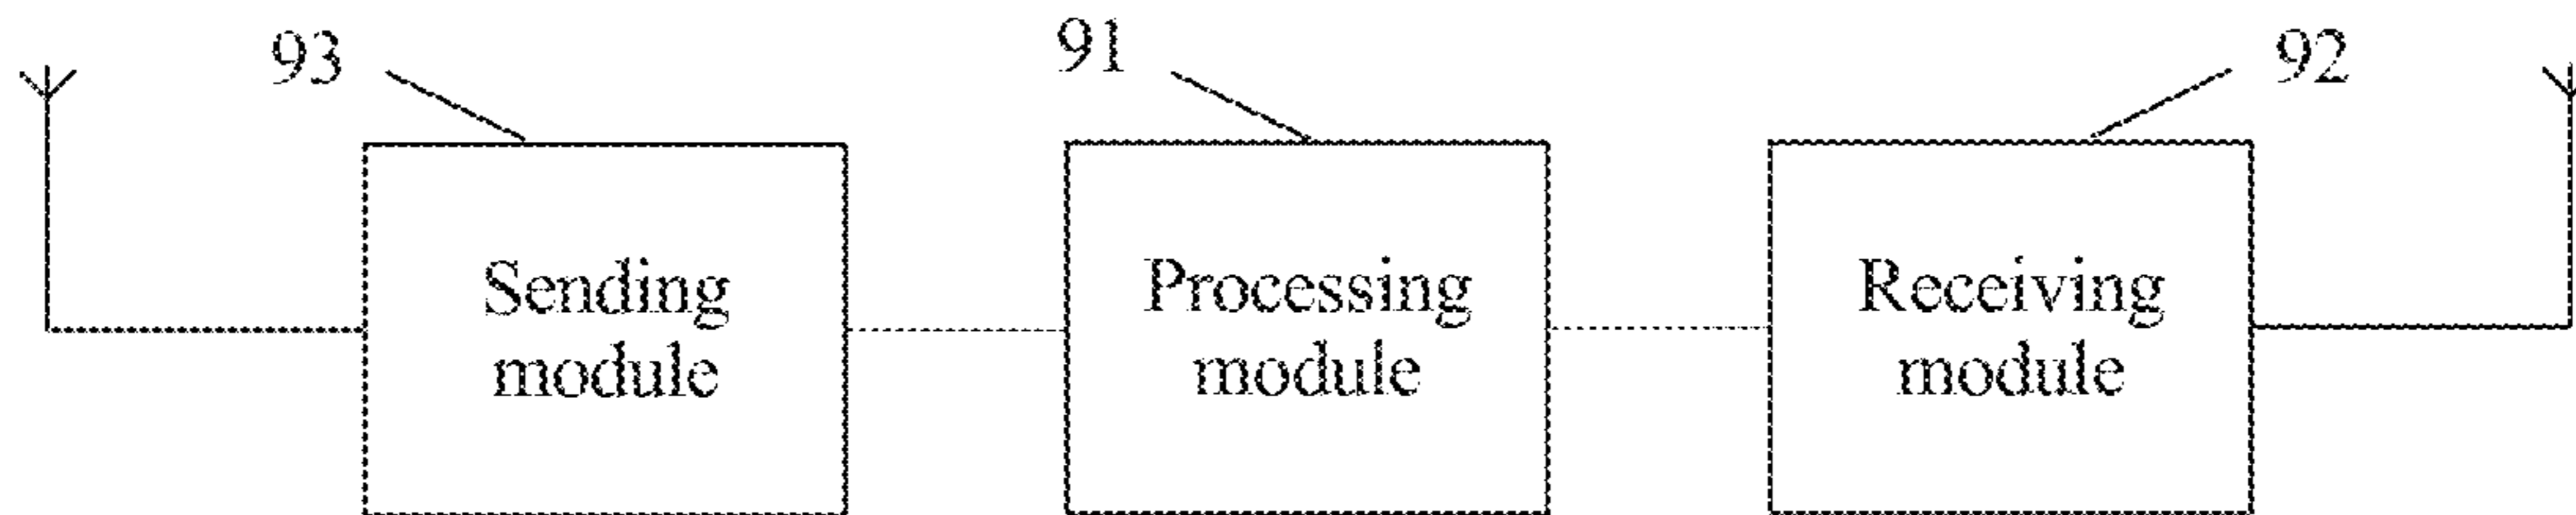 93
91
92
Sending
module
Processing
module
Receiving
module